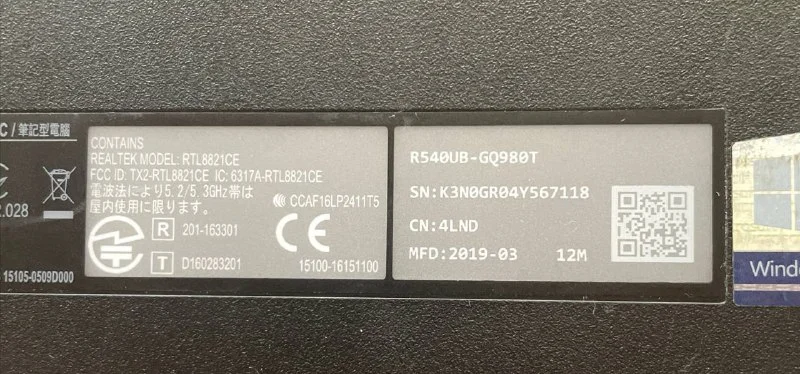 C / 筆記型電腦
2.028
15105-0509D000
CONTAINS
REALTEK MODEL: RTL8821CE
FCC ID: TX2-RTL8821CE IC: 6317A-RTL8821CE
電波法により5.2/5.3GHz帯は
屋内使用に限ります。
CCAF16LP2411T5
R 201-163301
T D160283201
CE
15100-16151100
R540UB-GQ980T
SN:K3N0GR04Y567118
CN:4LND
MFD:2019-03 12M
Windo